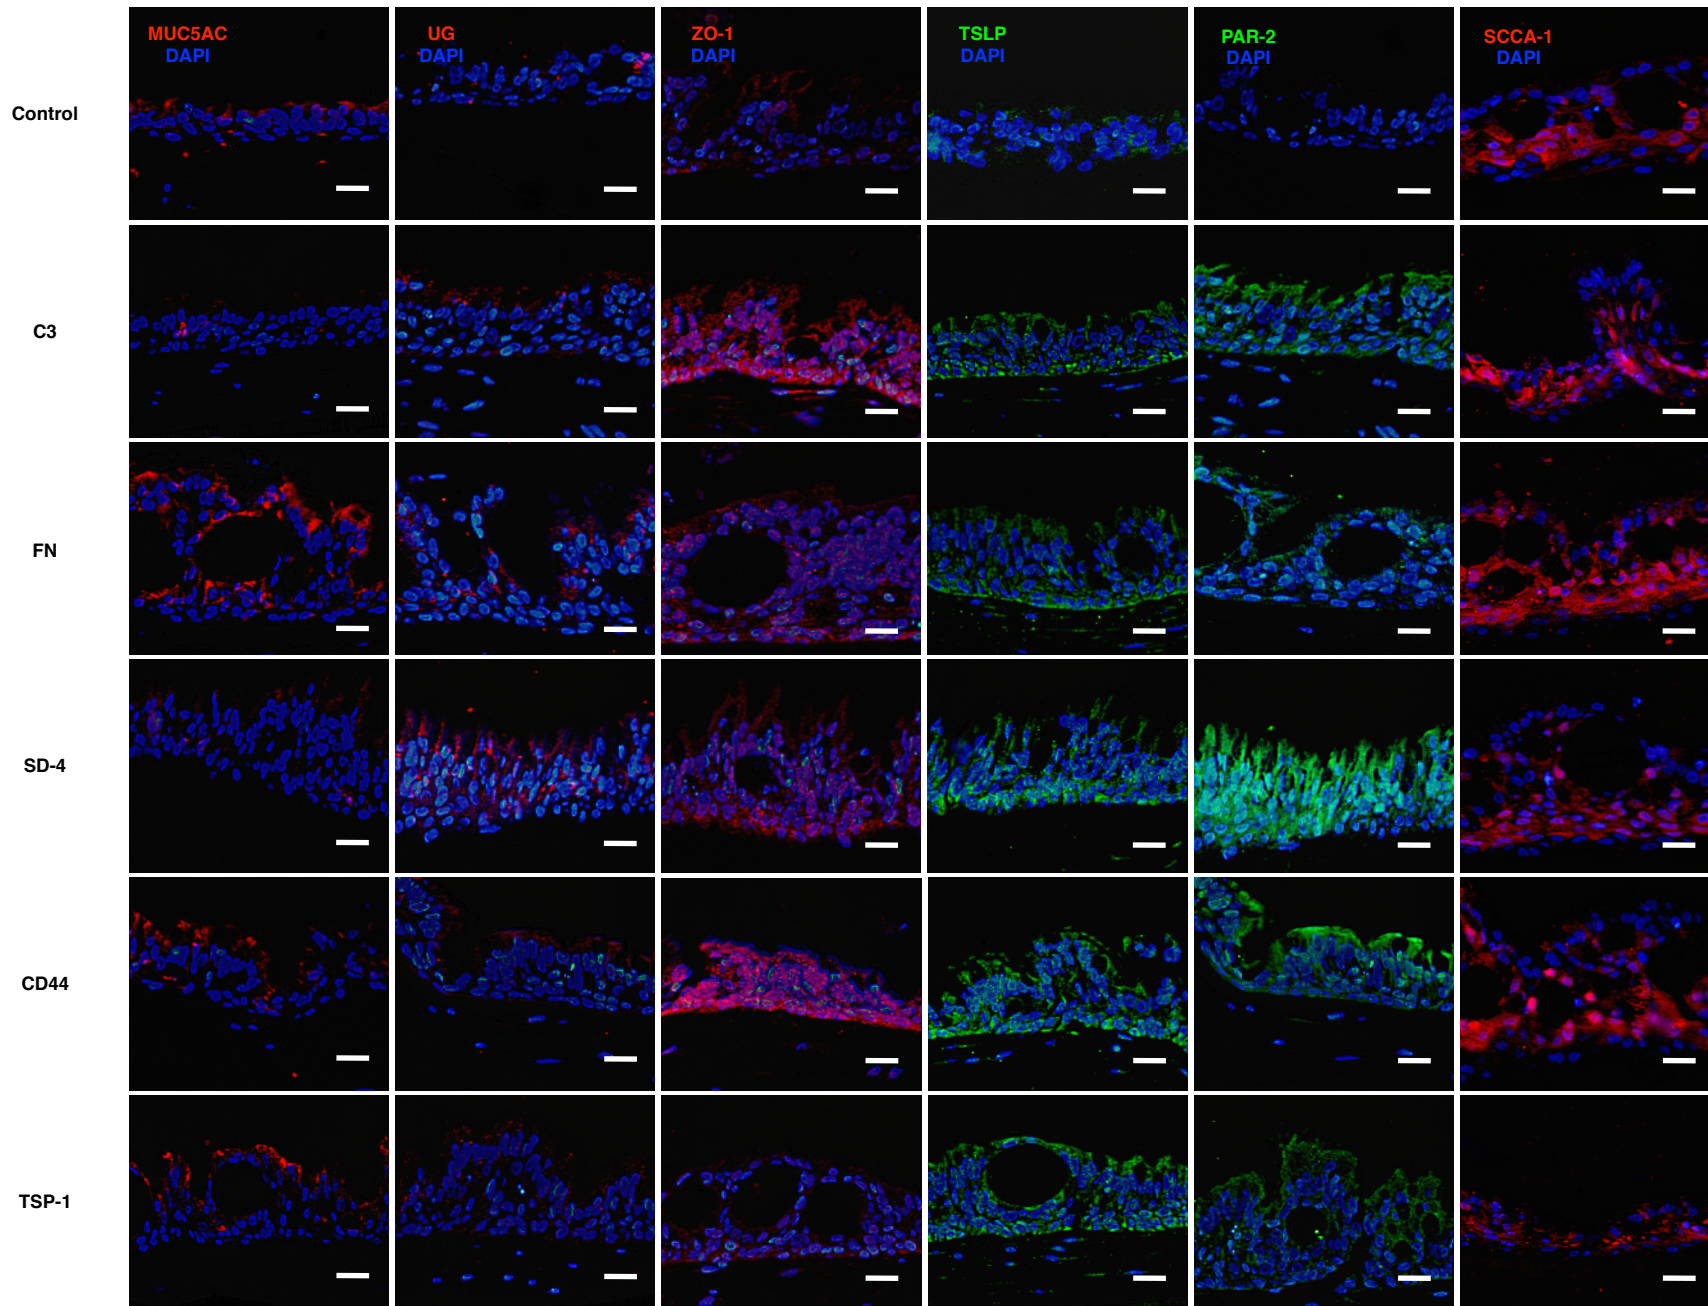 MUC5AC
DAPI
UG
DAPI
ZO-1
DAPI
TSLP
DAPI
PAR-2
DAPI
SCCA-1
DAPI
Control
C3
FN
SD-4
CD44
TSP-1